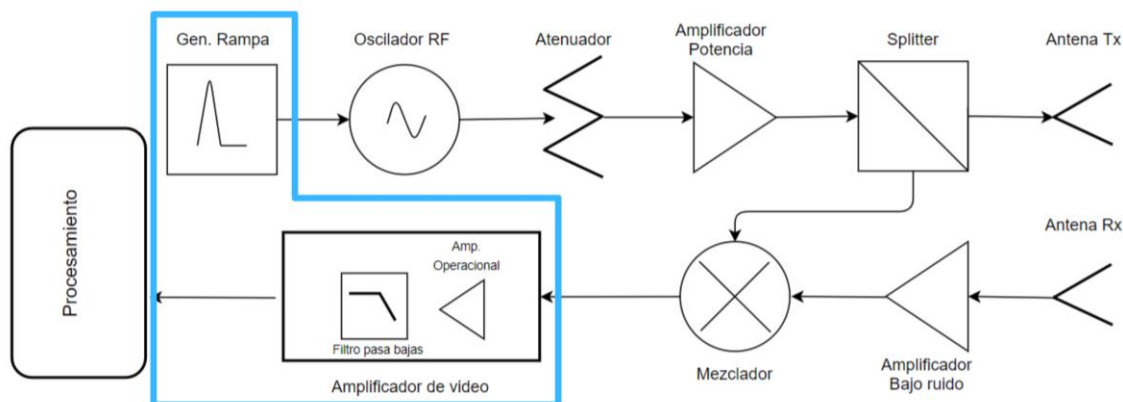 Gen. Rampa
Oscilador RF
Atenuador
Amplificador
Potencia
Splitter
Antena Tx
Procesamiento
Amp.
Operacional
Filtro pasa bajas
Amplificador de video
Mezclador
Amplificador
Bajo ruido
Antena Rx